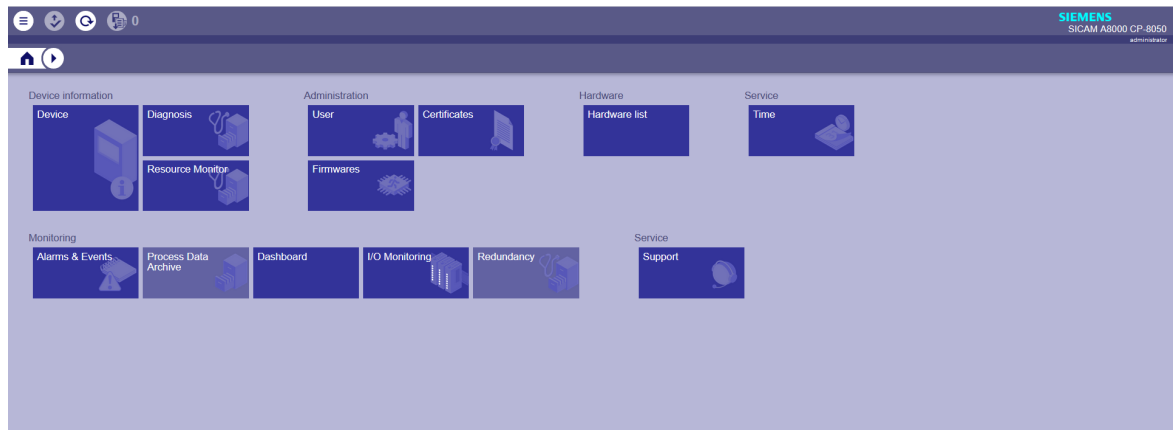 0
SIEMENS
SICAM A8000 CP-8050
administrator
Device information
Administration
Hardware
Service
Device
Diagnosis
User
Certificates
Hardware list
Time
Resource Monitor
Firmwares
Monitoring
Service
Alarms & Events
Process Data
Archive
Dashboard
I/O Monitoring
Redundancy
Support